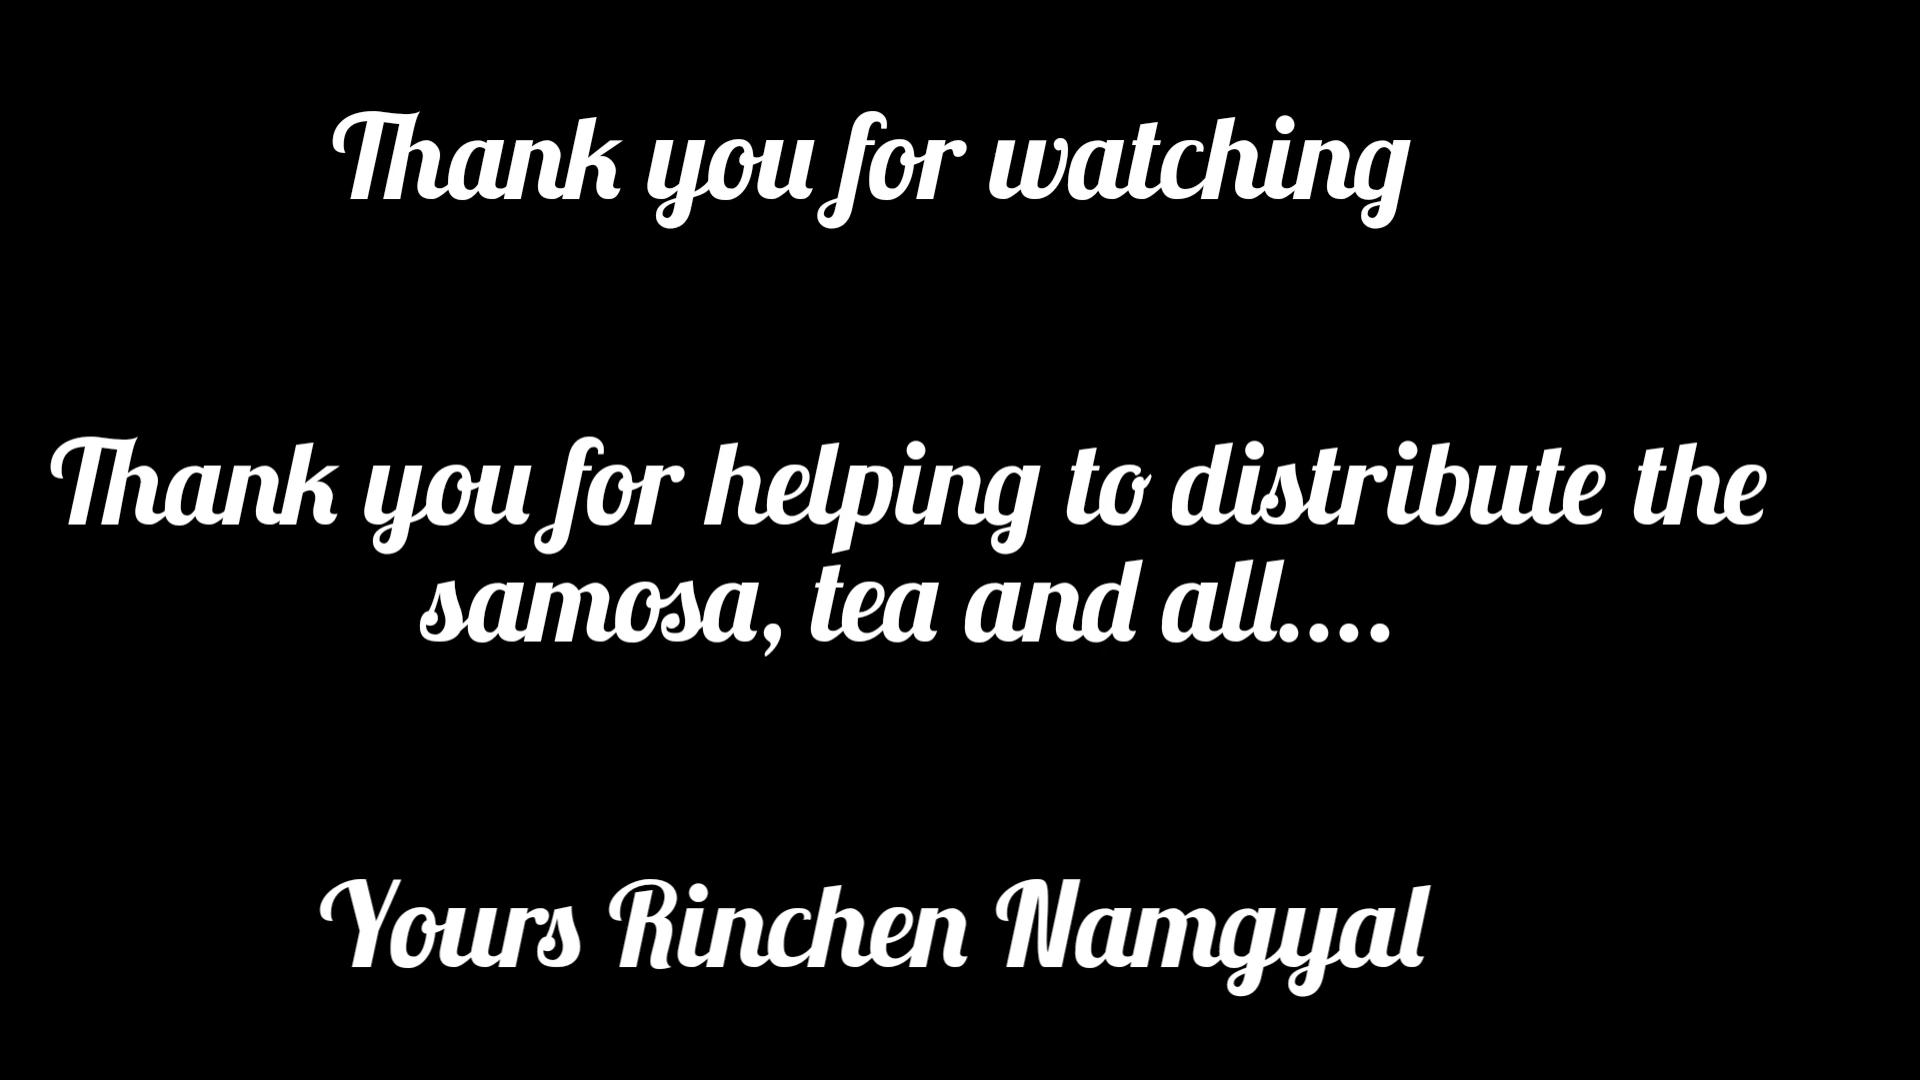 Thank you for watching
Thank you for helping to distribute the
samosa, tea and all....
Yours Rinchen Namgyal